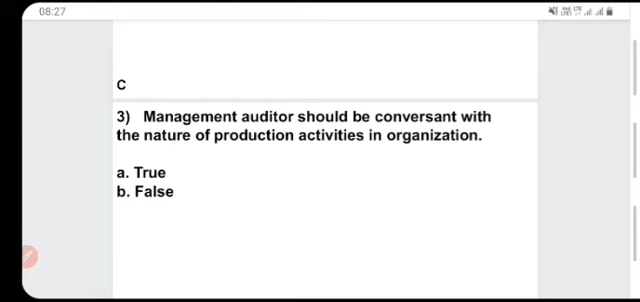 08:27
C
3) Management auditor should be conversant with
the nature of production activities in organization.
a. True
b. False